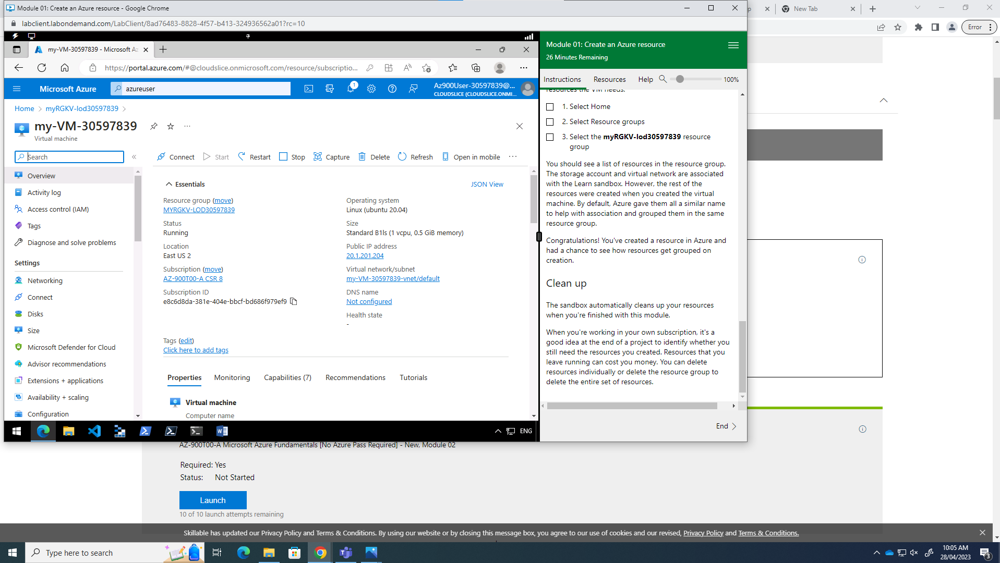 Module 01: Create an Azure resource - Google Chrome
labclient.labondemand.com/LabClient/8ad76483-8828-4f57-b413-324936562a01?rc=10
New Tab
Error
my-VM-30597839 - Microsoft Az
https://portal.azure.com/#@cloudslice.onmicrosoft.com/resource/subscriptio...
Microsoft Azure
azureuser
1
Az900User-30597839@...
CLOUDSLICE (CLOUDSLICE.ONMI...
Home > myRGKV-lod30597839 >
my-VM-30597839
Virtual machine
Search
Connect
Start
Restart
Stop
Capture
Delete
Refresh
Open in mobile
Overview
Activity log
Access control (IAM)
Tags
Diagnose and solve problems
Settings
Networking
Connect
Disks
Size
Microsoft Defender for Cloud
Advisor recommendations
Extensions + applications
Availability + scaling
Configuration
Essentials
JSON View
Resource group (move)
MYRGKV-LOD30597839
Status
Running
Location
East US 2
Subscription (move)
AZ-900T00-A CSR 8
Subscription ID
e8c6d8da-381e-404e-bbcf-bd686f979ef9
Operating system
Linux (ubuntu 20.04)
Size
Standard B1ls (1 vcpu, 0.5 GiB memory)
Public IP address
20.1.201.204
Virtual network/subnet
my-VM-30597839-vnet/default
DNS name
Not configured
Health state
-
Tags (edit)
Click here to add tags
Properties
Monitoring
Capabilities (7)
Recommendations
Tutorials
Virtual machine
Computer name
ENG
Module 01: Create an Azure resource
26 Minutes Remaining
Instructions
Resources
Help
100%
resources the VM needs.
1. Select Home
2. Select Resource groups
3. Select the myRGKV-lod30597839 resource
group
You should see a list of resources in the resource group.
The storage account and virtual network are associated
with the Learn sandbox. However, the rest of the
resources were created when you created the virtual
machine. By default, Azure gave them all a similar name
to help with association and grouped them in the same
resource group.
Congratulations! You've created a resource in Azure and
had a chance to see how resources get grouped on
creation.
Clean up
The sandbox automatically cleans up your resources
when you're finished with this module.
When you're working in your own subscription, it's a
good idea at the end of a project to identify whether you
still need the resources you created. Resources that you
leave running can cost you money. You can delete
resources individually or delete the resource group to
delete the entire set of resources.
End
AZ-900T00-A Microsoft Azure Fundamentals [No Azure Pass Required] - New, Module 02
Required: Yes
Status: Not Started
Launch
10 of 10 launch attempts remaining
Skillable has updated our Privacy Policy and Terms & Conditions. By using our website or by closing this message box, you agree to our use of cookies and our revised, Privacy Policy and Terms & Conditions.
Type here to search
10:05 AM
28/04/2023
3